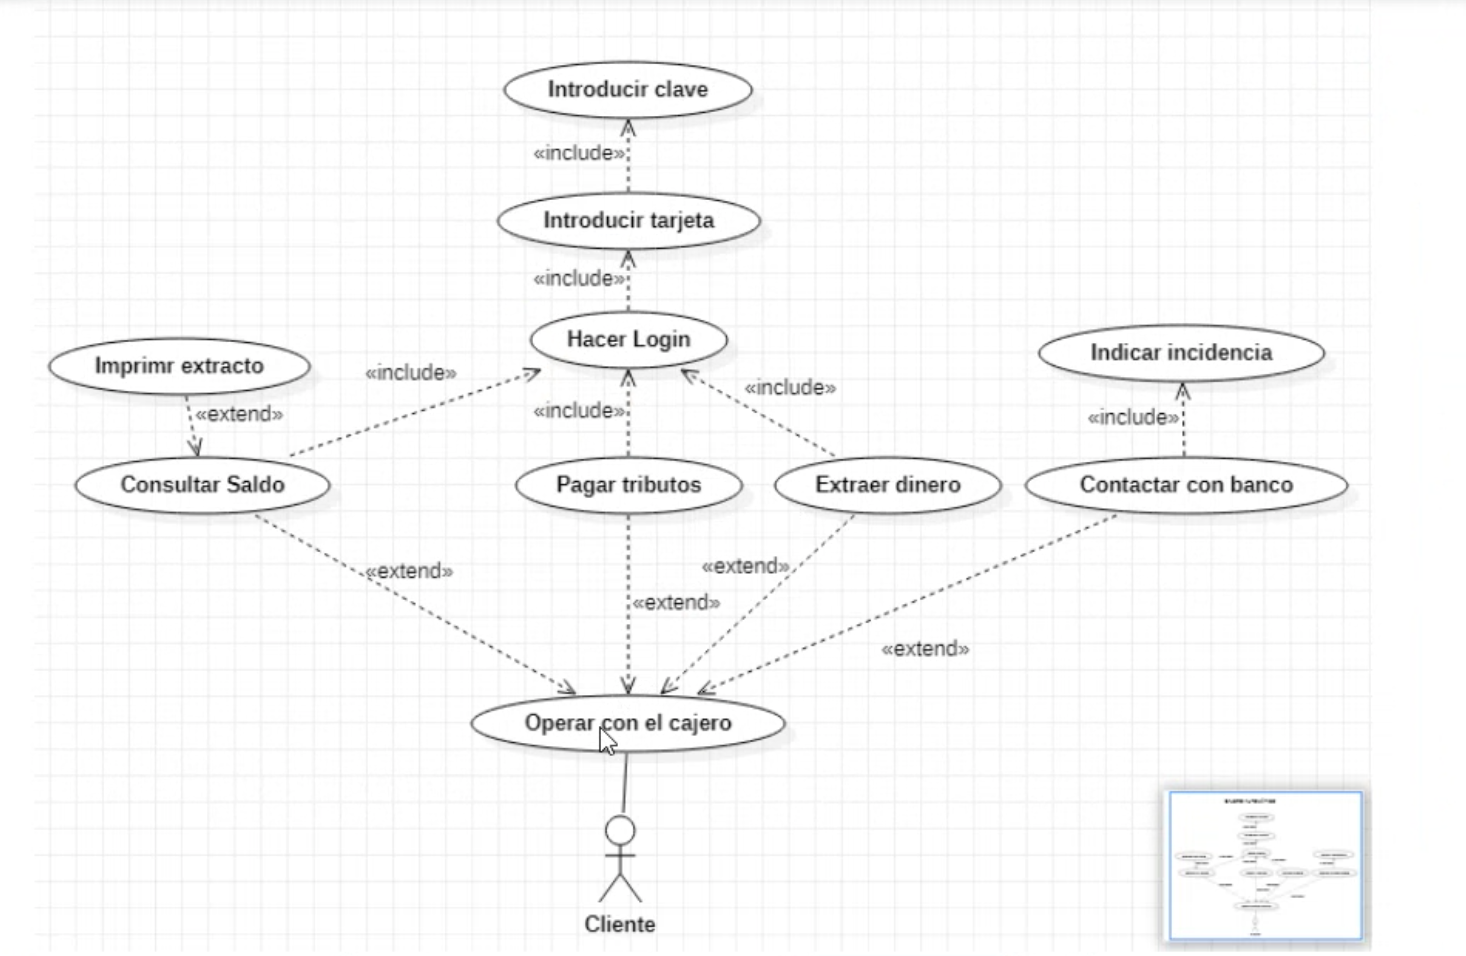 Introducir clave
«include»
Introducir tarjeta
«include»
Hacer Login
Imprimr extracto
Indicar incidencia
«include»
«include»
«extend»
«include»
«include»
Consultar Saldo
Pagar tributos
Extraer dinero
Contactar con banco
«extend»
«extend»
«extend»
«extend»
Operar con el cajero
Cliente